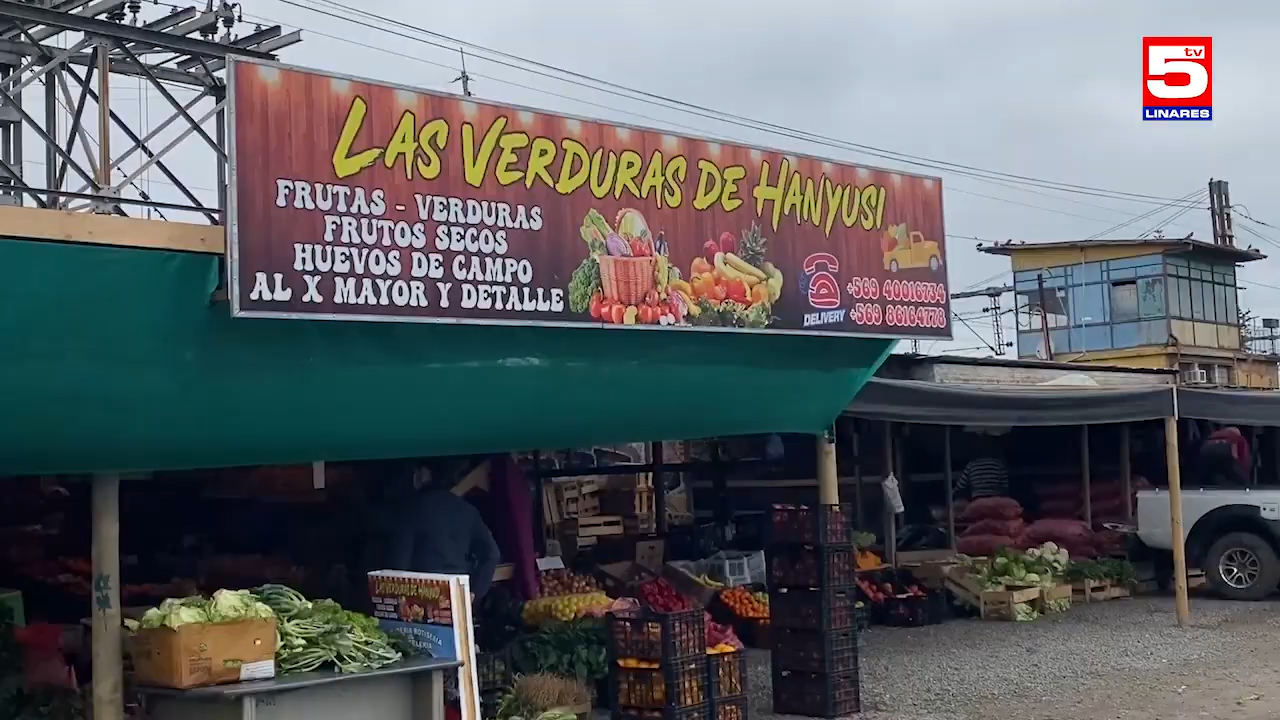 5 tv
LINARES
LAS VERDURAS DE HANYUSI
FRUTAS - VERDURAS
FRUTOS SECOS
HUEVOS DE CAMPO
AL X MAYOR Y DETALLE
DELIVERY
+569 40016734
+569 86164778